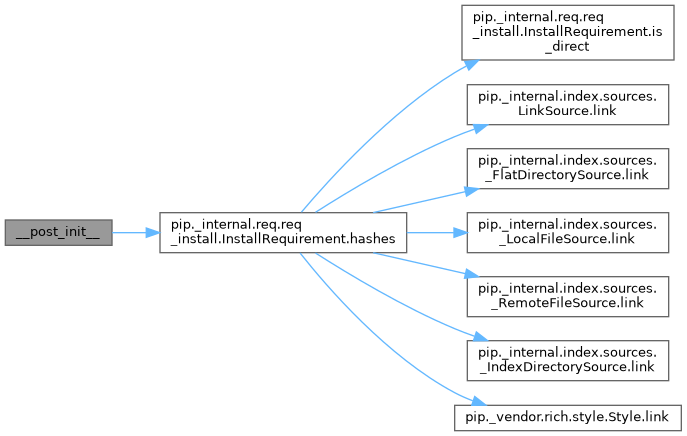 __post_init__
pip._internal.req.req
_install.InstallRequirement.hashes
pip._internal.req.req
_install.InstallRequirement.is
_direct
pip._internal.index.sources.
LinkSource.link
pip._internal.index.sources.
_FlatDirectorySource.link
pip._internal.index.sources.
_LocalFileSource.link
pip._internal.index.sources.
_RemoteFileSource.link
pip._internal.index.sources.
_IndexDirectorySource.link
pip._vendor.rich.style.Style.link